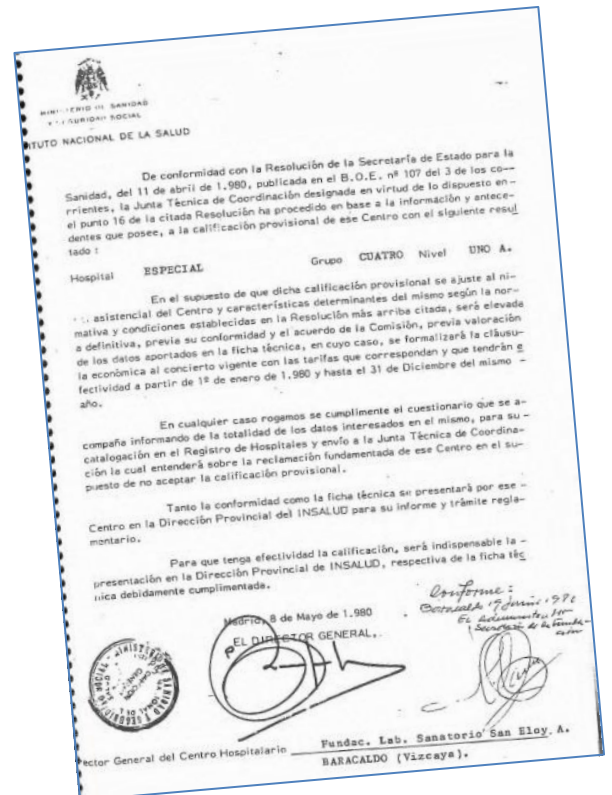 MINISTERIO DE SANIDAD
Y SEGURIDAD SOCIAL
ITUTO NACIONAL DE LA SALUD
De conformidad con la Resolución de la Secretaría de Estado para la
Sanidad, del 11 de abril de 1.980, publicada en el B.O.E. nº 107 del 3 de los co--
rrientes, la Junta Técnica de Coordinación designada en virtud de lo dispuesto en -
el punto 16 de la citada Resolución ha procedido en base a la información y antece-
dentes que posee, a la calificación provisional de ese Centro con el siguiente resul
tado :
Hospital ESPECIAL Grupo CUATRO Nivel UNO A.
En el supuesto de que dicha calificación provisional se ajuste al ni-
asistencial del Centro y características determinantes del mismo según la nor-
mativa y condiciones establecidas en la Resolución más arriba citada, será elevada
a definitiva, previa su conformidad y el acuerdo de la Comisión, previa valoración
de los datos aportados en la ficha técnica, en cuyo caso, se formalizará la cláusu-
la económica al concierto vigente con las tarifas que correspondan y que tendrán e
fectividad a partir de 1º de enero de 1.980 y hasta el 31 de Diciembre del mismo -
año.
En cualquier caso rogamos se cumplimente el cuestionario que se a-
compaña informando de la totalidad de los datos interesados en el mismo, para su -
catalogación en el Registro de Hospitales y envío a la Junta Técnica de Coordina-
ción la cual entenderá sobre la reclamación fundamentada de ese Centro en el su-
puesto de no aceptar la calificación provisional.
Tanto la conformidad como la ficha técnica se presentará por ese -
Centro en la Dirección Provincial del INSALUD para su informe y trámite regla-
mentario.
Para que tenga efectividad la calificación, será indispensable la -
presentación en la Dirección Provincial de INSALUD, respectiva de la ficha téc
nica debidamente cumplimentada.
Madrid, 8 de Mayo de 1.980
EL DIRECTOR GENERAL,
Conforme:
Baracaldo 9 Junio 1980
El Administrador
Secretario de la Fundación
ector General del Centro Hospitalario Fundac. Lab. Sanatorio San Eloy. A.
BARACALDO (Vizcaya).